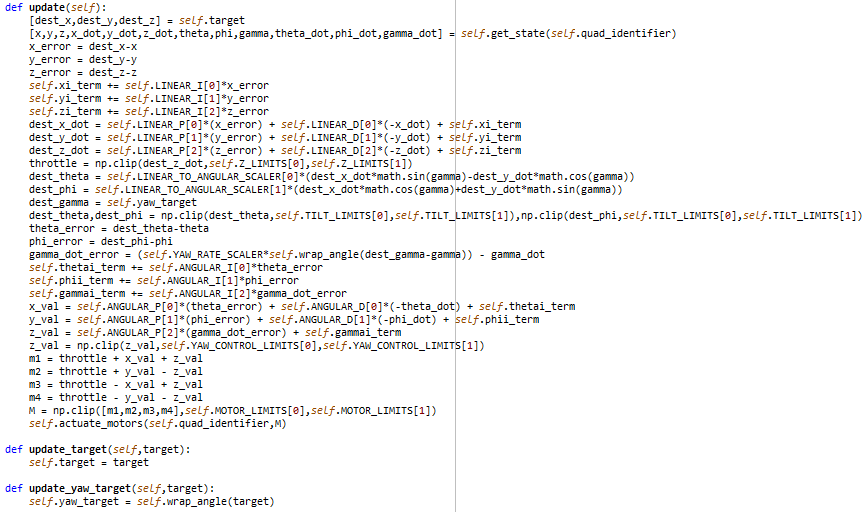 def update(self):
    [dest_x,dest_y,dest_z] = self.target
    [x,y,z,x_dot,y_dot,z_dot,theta,phi,gamma,theta_dot,phi_dot,gamma_dot] = self.get_state(self.quad_identifier)
    x_error = dest_x-x
    y_error = dest_y-y
    z_error = dest_z-z
    self.xi_term += self.LINEAR_I[0]*x_error
    self.yi_term += self.LINEAR_I[1]*y_error
    self.zi_term += self.LINEAR_I[2]*z_error
    dest_x_dot = self.LINEAR_P[0]*(x_error) + self.LINEAR_D[0]*(-x_dot) + self.xi_term
    dest_y_dot = self.LINEAR_P[1]*(y_error) + self.LINEAR_D[1]*(-y_dot) + self.yi_term
    dest_z_dot = self.LINEAR_P[2]*(z_error) + self.LINEAR_D[2]*(-z_dot) + self.zi_term
    throttle = np.clip(dest_z_dot,self.Z_LIMITS[0],self.Z_LIMITS[1])
    dest_theta = self.LINEAR_TO_ANGULAR_SCALER[0]*(dest_x_dot*math.sin(gamma)-dest_y_dot*math.cos(gamma))
    dest_phi = self.LINEAR_TO_ANGULAR_SCALER[1]*(dest_x_dot*math.cos(gamma)+dest_y_dot*math.sin(gamma))
    dest_gamma = self.yaw_target
    dest_theta,dest_phi = np.clip(dest_theta,self.TILT_LIMITS[0],self.TILT_LIMITS[1]),np.clip(dest_phi,self.TILT_LIMITS[0],self.TILT_LIMITS[1])
    theta_error = dest_theta-theta
    phi_error = dest_phi-phi
    gamma_dot_error = (self.YAW_RATE_SCALER*self.wrap_angle(dest_gamma-gamma)) - gamma_dot
    self.thetai_term += self.ANGULAR_I[0]*theta_error
    self.phii_term += self.ANGULAR_I[1]*phi_error
    self.gammai_term += self.ANGULAR_I[2]*gamma_dot_error
    x_val = self.ANGULAR_P[0]*(theta_error) + self.ANGULAR_D[0]*(-theta_dot) + self.thetai_term
    y_val = self.ANGULAR_P[1]*(phi_error) + self.ANGULAR_D[1]*(-phi_dot) + self.phii_term
    z_val = self.ANGULAR_P[2]*(gamma_dot_error) + self.gammai_term
    z_val = np.clip(z_val,self.YAW_CONTROL_LIMITS[0],self.YAW_CONTROL_LIMITS[1])
    m1 = throttle + x_val + z_val
    m2 = throttle + y_val - z_val
    m3 = throttle - x_val + z_val
    m4 = throttle - y_val - z_val
    M = np.clip([m1,m2,m3,m4],self.MOTOR_LIMITS[0],self.MOTOR_LIMITS[1])
    self.actuate_motors(self.quad_identifier,M)

def update_target(self,target):
    self.target = target

def update_yaw_target(self,target):
    self.yaw_target = self.wrap_angle(target)